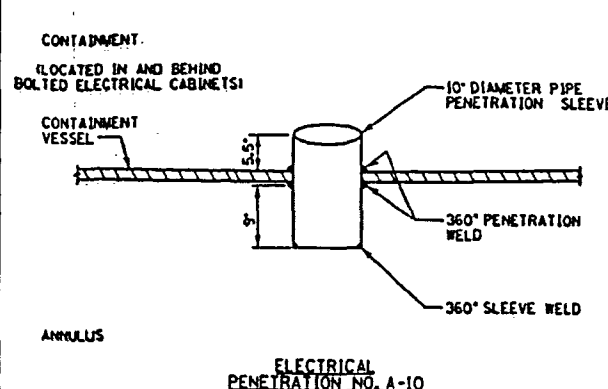 CONTAINMENT.
(LOCATED IN AND BEHIND
BOLTED ELECTRICAL CABINETS)
CONTAINMENT
VESSEL
10" DIAMETER PIPE
PENETRATION SLEEVE
5.5"
9"
360° PENETRATION
WELD
360° SLEEVE WELD
ANNULUS
ELECTRICAL
PENETRATION NO. A-10